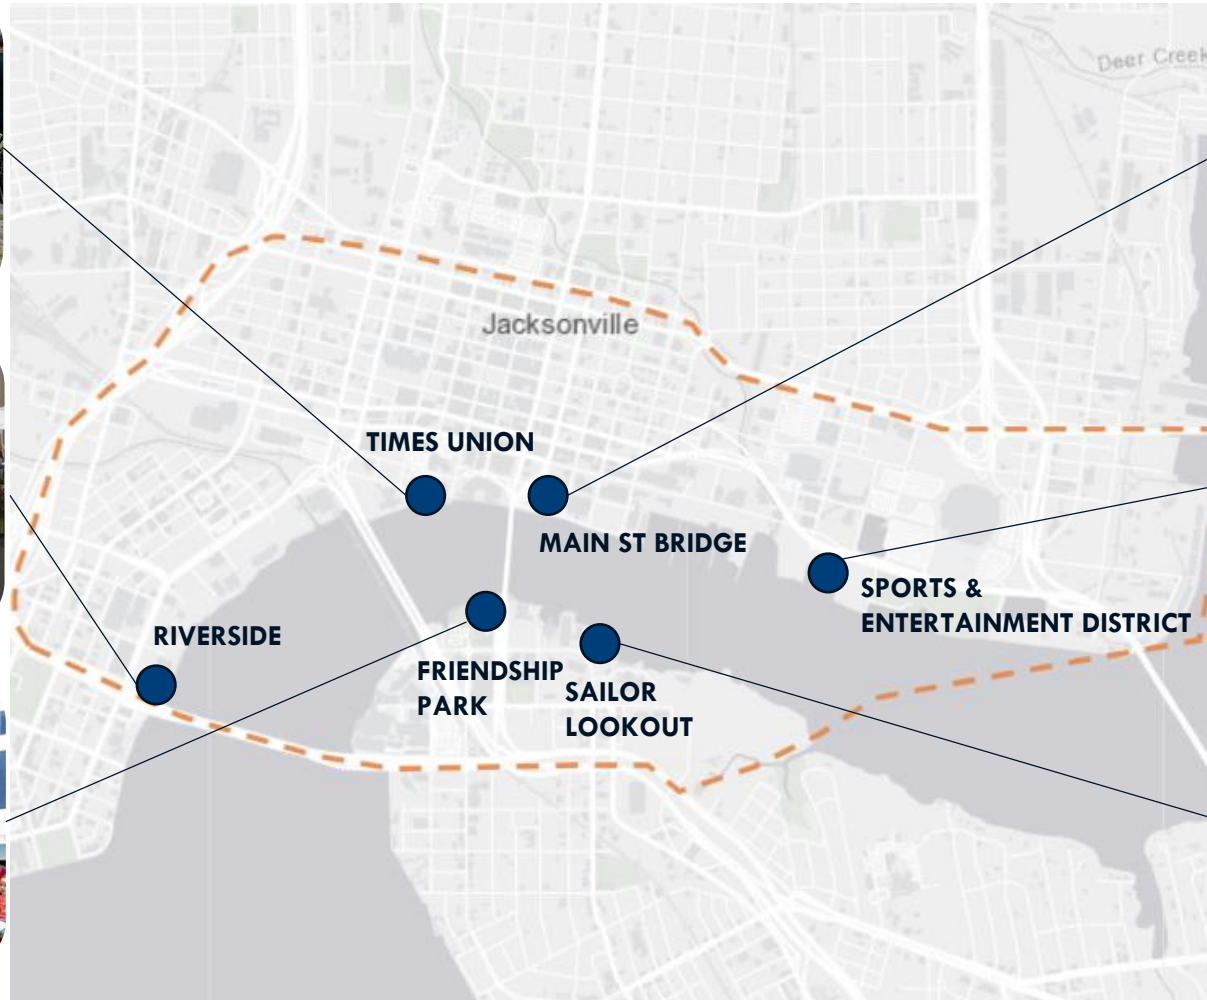 Deer Creek
Jacksonville
TIMES UNION
MAIN ST BRIDGE
SPORTS &
ENTERTAINMENT DISTRICT
RIVERSIDE
FRIENDSHIP
PARK
SAILOR
LOOKOUT